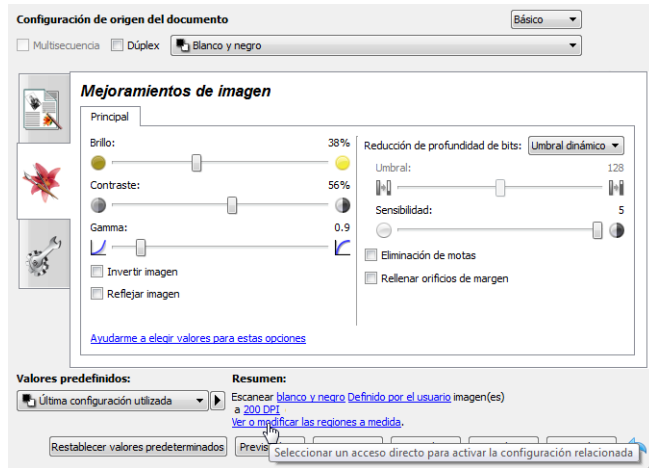 Configuración de origen del documento
Básico
Multisecuencia
Dúplex
Blanco y negro
Mejoramientos de imagen
Principal
Brillo:
38%
Contraste:
56%
Gamma:
0.9
Invertir imagen
Reflejar imagen
Ayudarme a elegir valores para estas opciones
Reducción de profundidad de bits:
Umbral dinámico
Umbral:
128
Sensibilidad:
5
Eliminación de motas
Rellenar orificios de margen
Valores predefinidos:
Última configuración utilizada
Resumen:
Escanear blanco y negro Definido por el usuario imagen(es)
a 200 DPI
Ver o modificar las regiones a medida.
Restablecer valores predeterminados
Seleccionar un acceso directo para activar la configuración relacionada